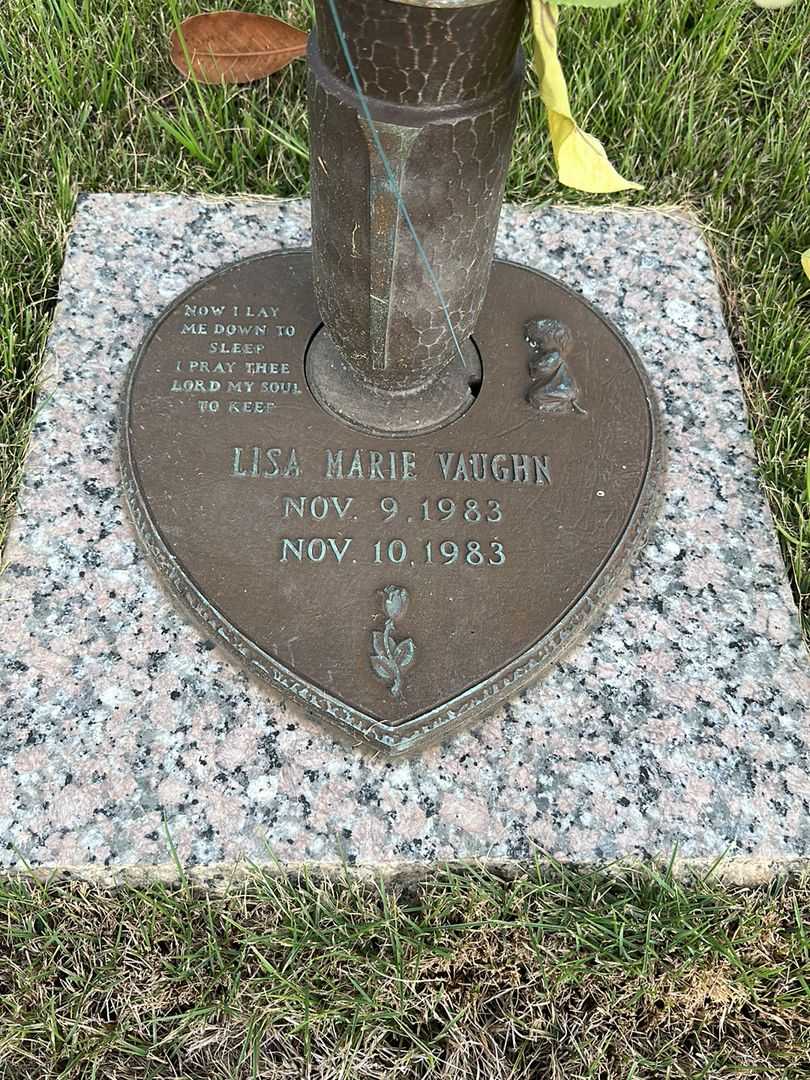 NOW I LAY
ME DOWN TO
SLEEP
I PRAY THEE
LORD MY SOUL
TO KEEP
LISA MARIE VAUGHN
NOV. 9, 1983
NOV. 10, 1983